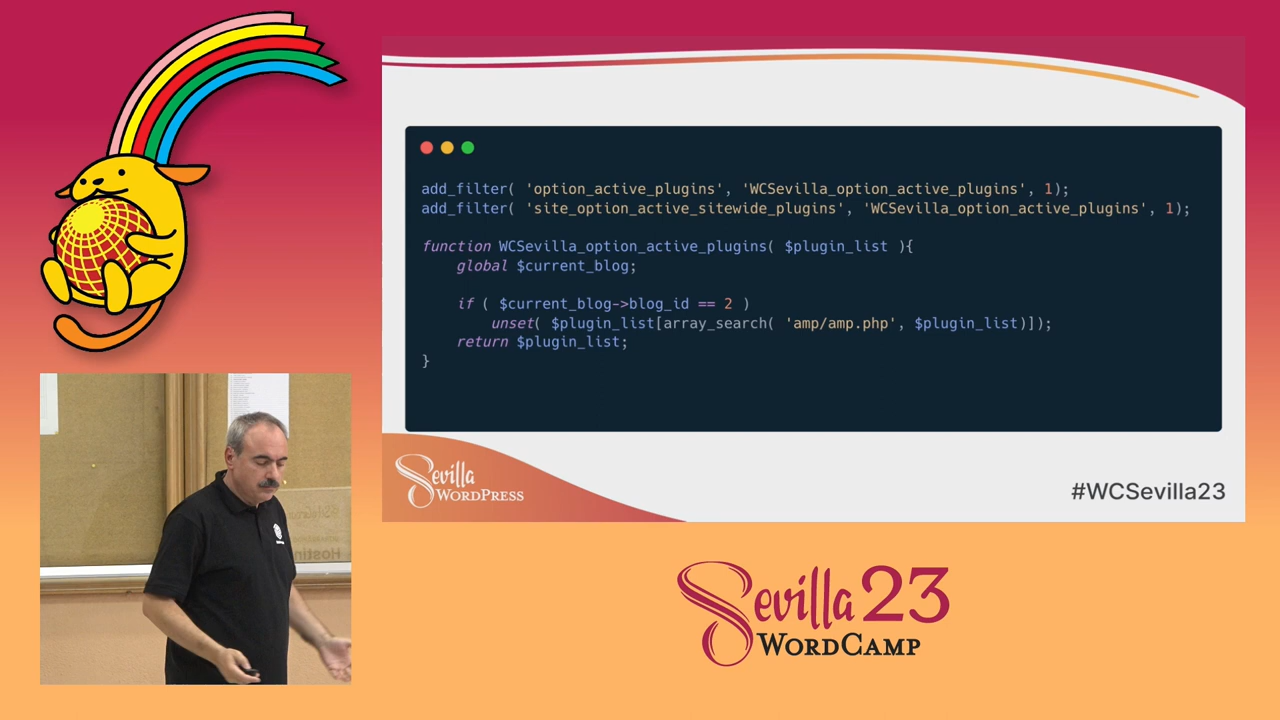 add_filter( 'option_active_plugins', 'WCSevilla_option_active_plugins', 1);
add_filter( 'site_option_active_sitewide_plugins', 'WCSevilla_option_active_plugins', 1);
function WCSevilla_option_active_plugins( $plugin_list ){
global $current_blog;
if ( $current_blog->blog_id == 2 )
unset( $plugin_list[array_search( 'amp/amp.php', $plugin_list)]);
return $plugin_list;
}
Sevilla
WORDPRESS
#WCSevilla23
Sevilla 23
WORDCAMP